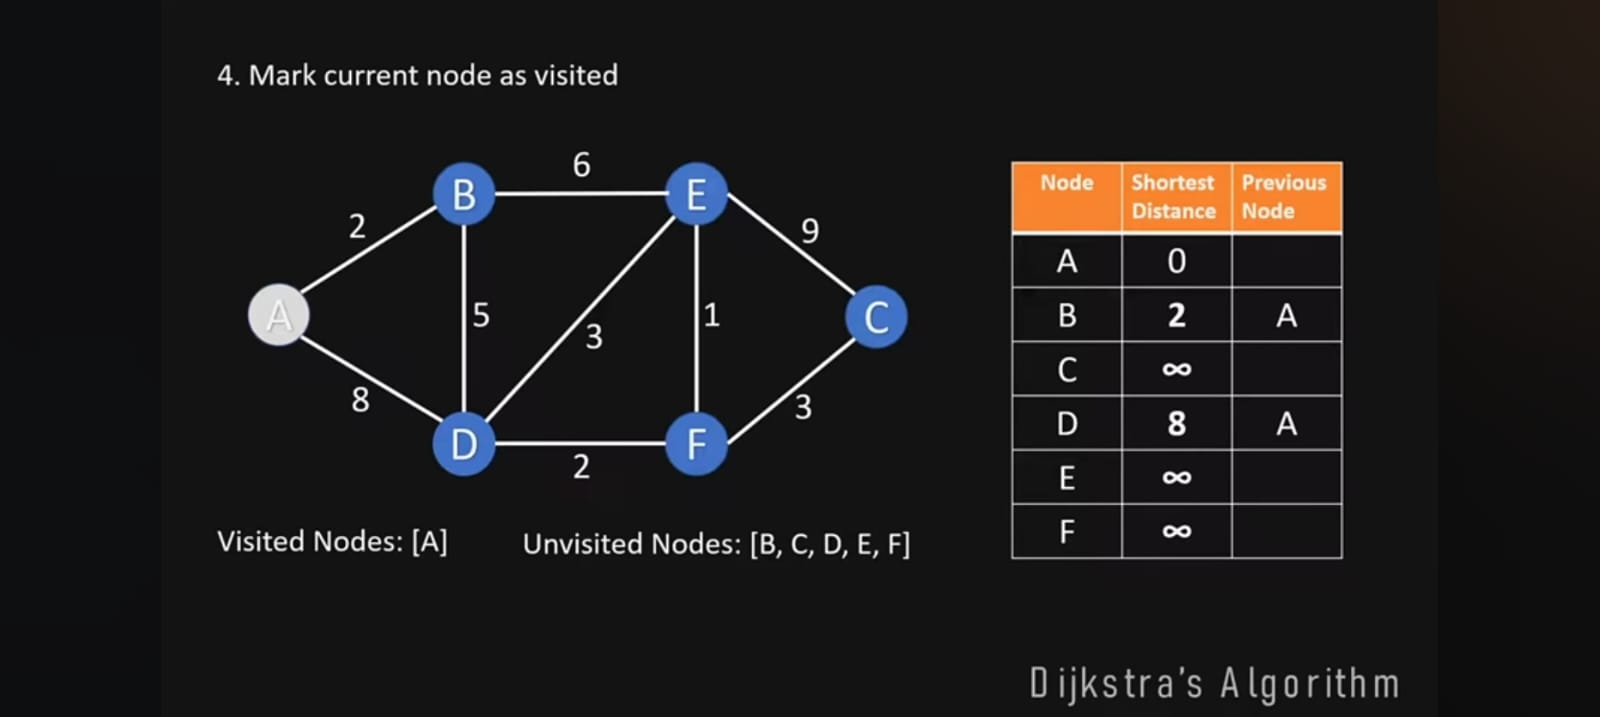 4. Mark current node as visited
6
B
E
2
9
A
5
3
1
C
8
3
D
F
2
Visited Nodes: [A]
Unvisited Nodes: [B, C, D, E, F]
Node Shortest Distance Previous Node
A 0
B 2 A
C ∞
D 8 A
E ∞
F ∞
Dijkstra's Algorithm